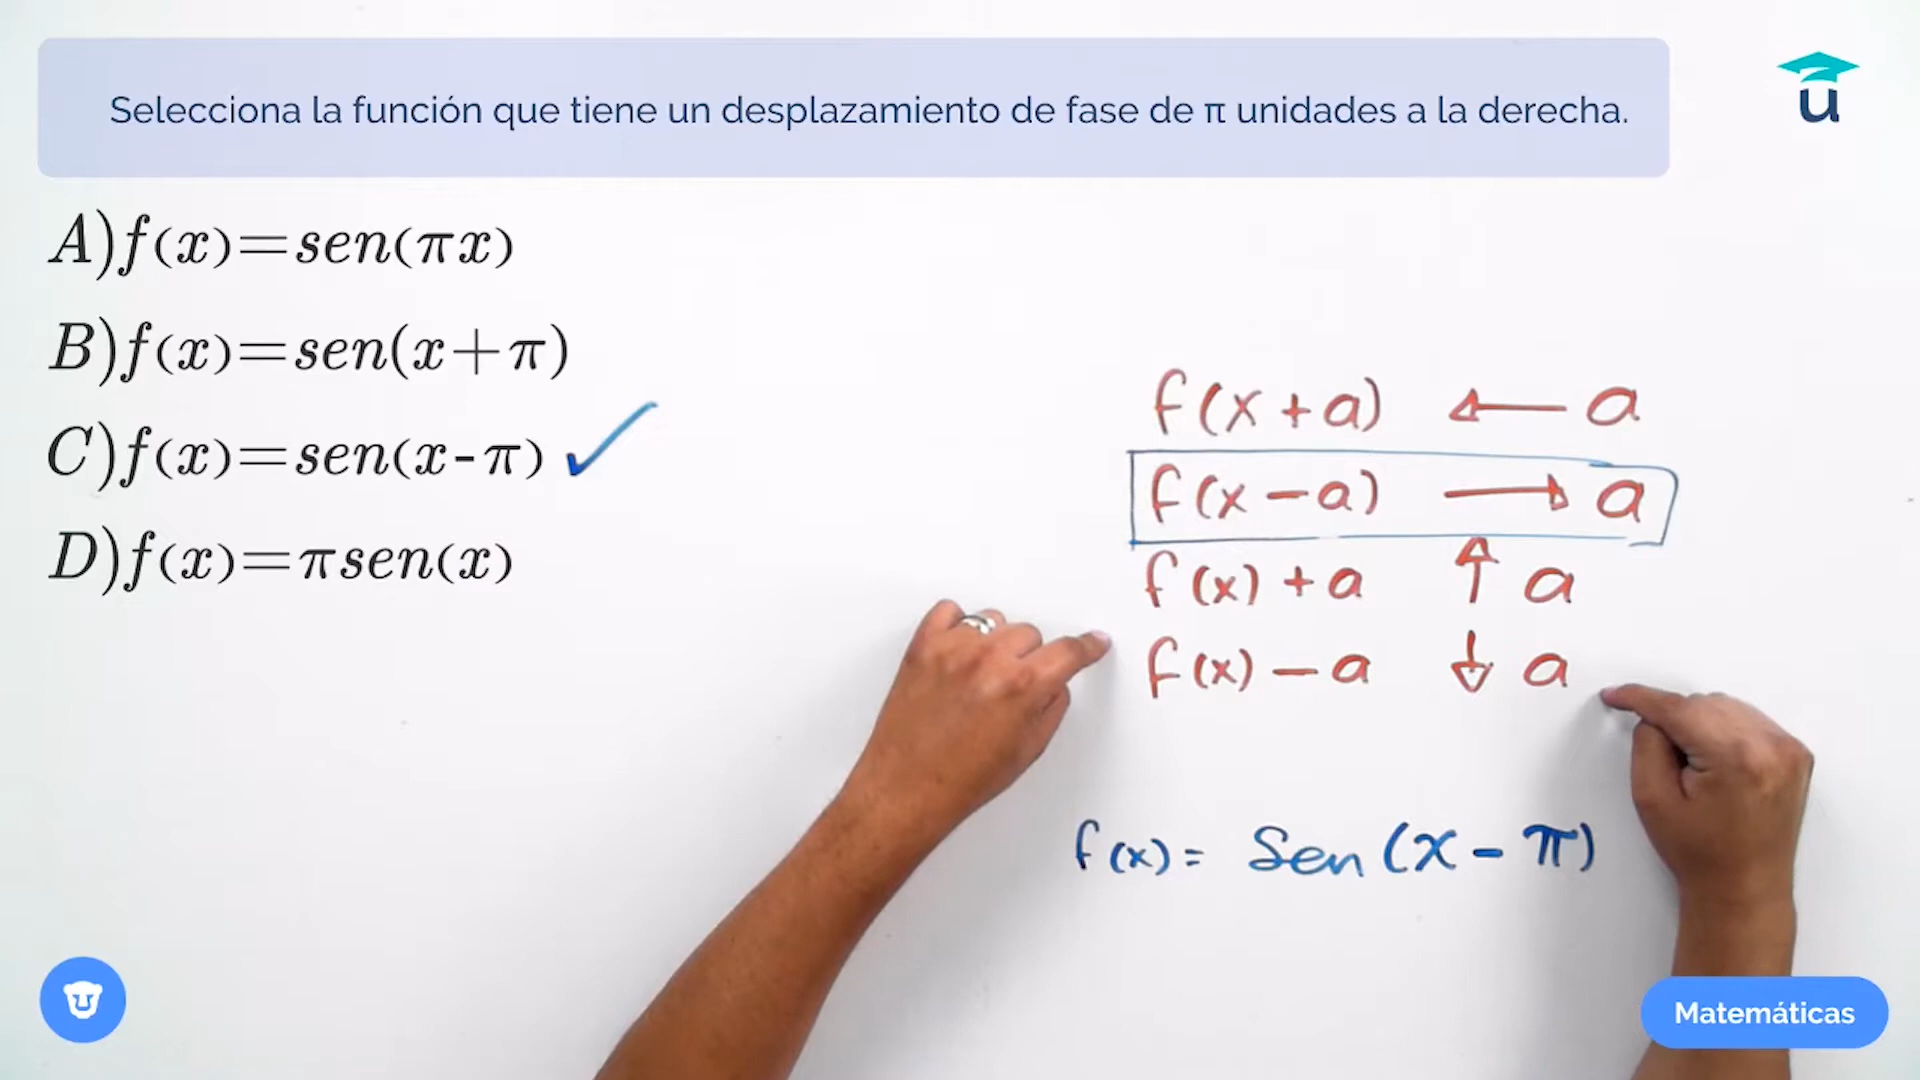 Selecciona la función que tiene un desplazamiento de fase de π unidades a la derecha.
u
A)f(x)=sen(πx)
B)f(x)=sen(x+π)
C)f(x)=sen(x-π) ✓
D)f(x)=πsen(x)
f(x+a) ← a
f(x-a) → a
f(x)+a ↑ a
f(x)-a ↓ a
f(x)= Sen(x-π)
Matemáticas